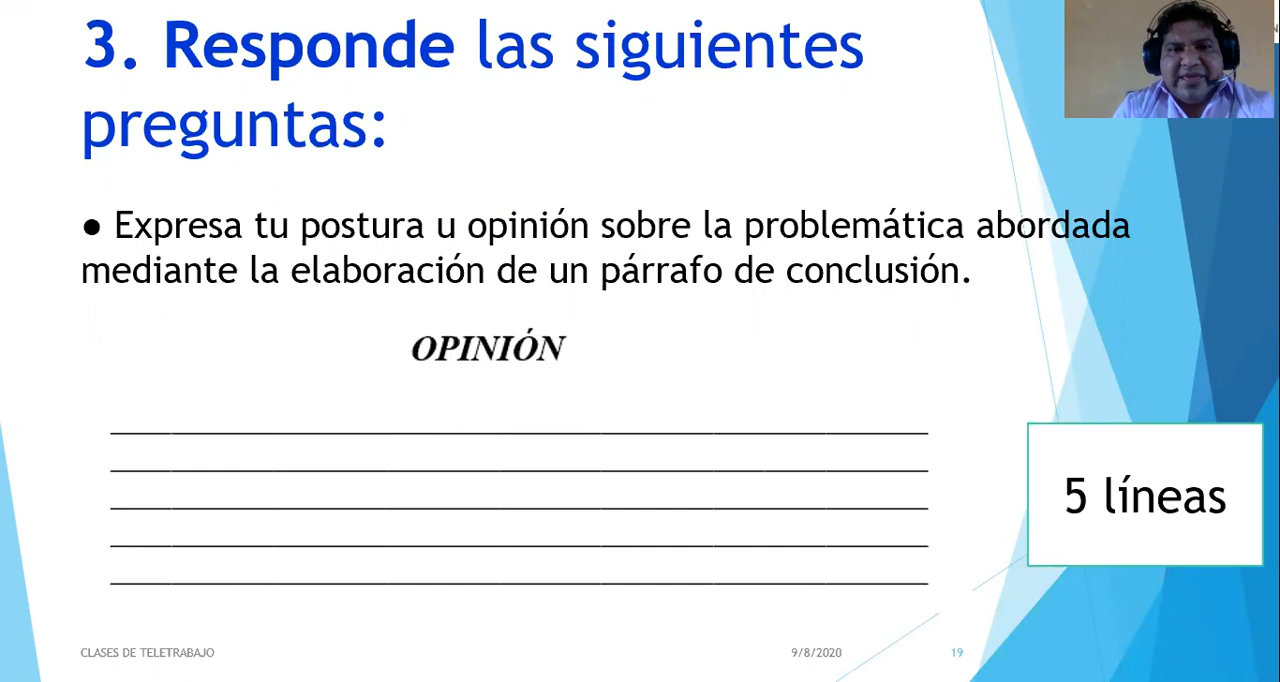 3. Responde las siguientes
preguntas:
● Expresa tu postura u opinión sobre la problemática abordada
mediante la elaboración de un párrafo de conclusión.
OPINIÓN
5 líneas
CLASES DE TELETRABAJO
9/8/2020
19